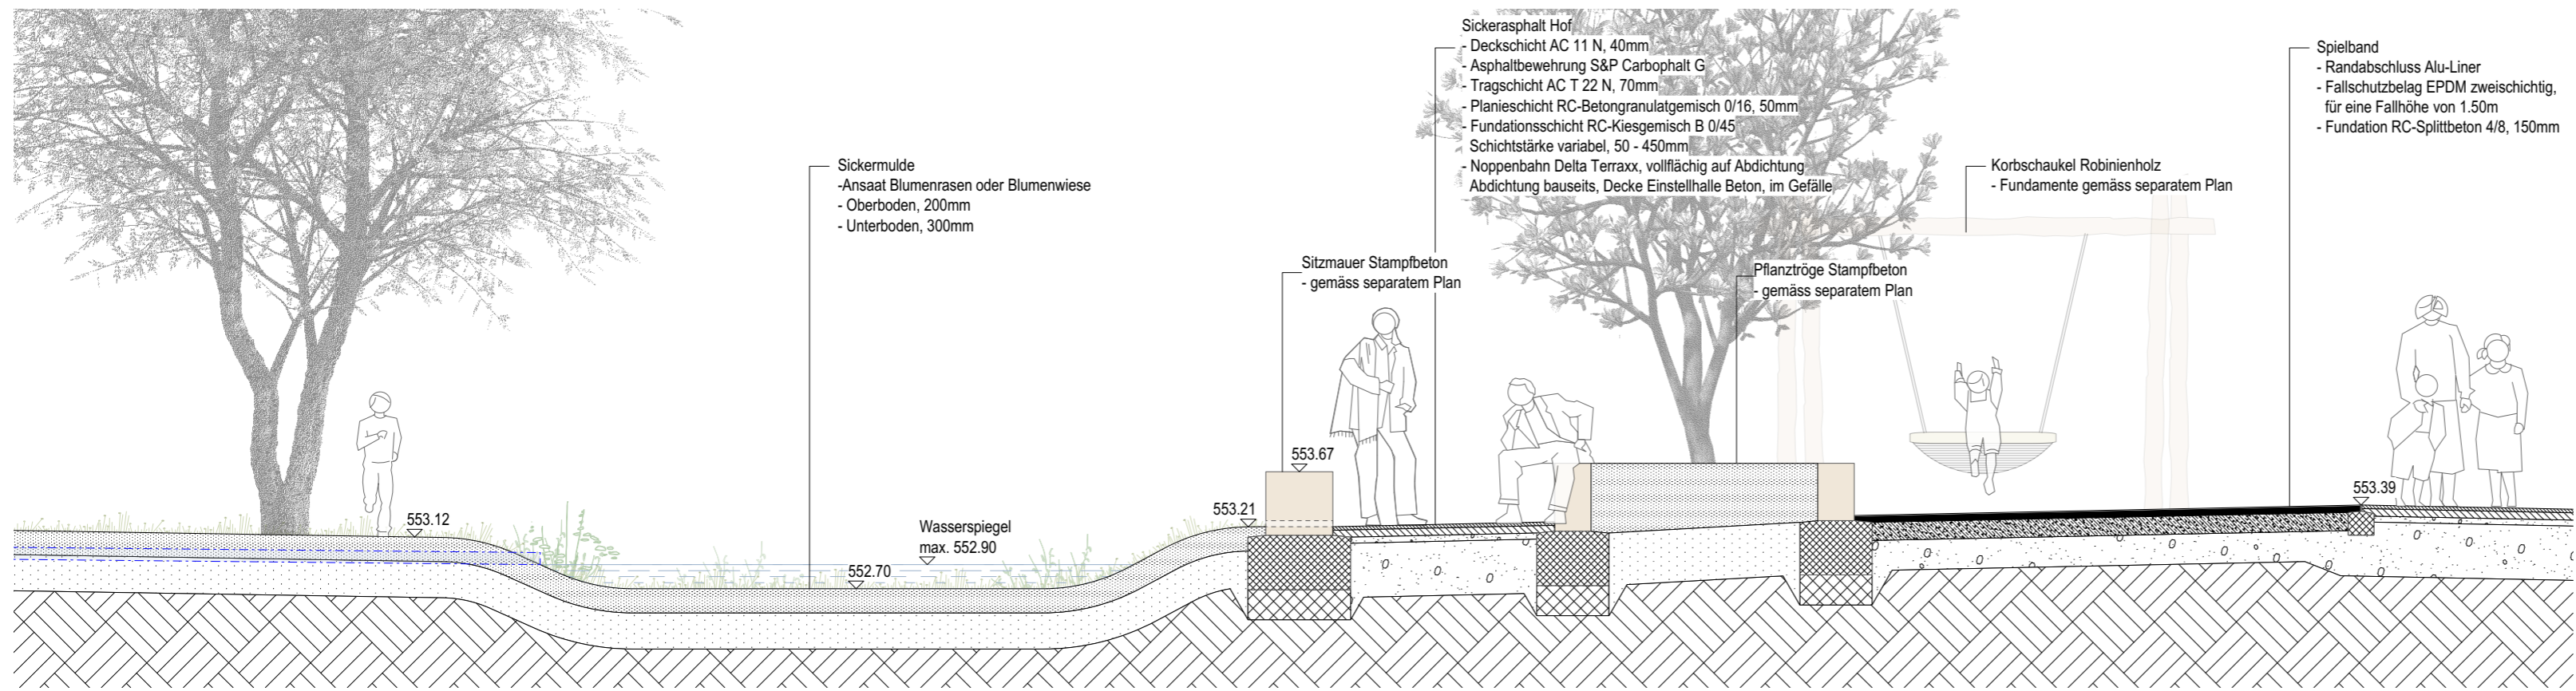 Sickerasphalt Hof
- Deckschicht AC 11 N, 40mm
- Asphaltbewehrung S&P Carbophalt G
- Tragschicht AC T 22 N, 70mm
- Planieschicht RC-Betongranulatgemisch 0/16, 50mm
- Fundationsschicht RC-Kiesgemisch B 0/45
Schichtstärke variabel, 50 - 450mm
- Noppenbahn Delta Terraxx, vollflächig auf Abdichtung
Abdichtung bauseits, Decke Einstellhalle Beton, im Gefälle
Spielband
- Randabschluss Alu-Liner
- Fallschutzbelag EPDM zweischichtig,
für eine Fallhöhe von 1.50m
- Fundation RC-Splittbeton 4/8, 150mm
Sickermulde
-Ansaat Blumenrasen oder Blumenwiese
- Oberboden, 200mm
- Unterboden, 300mm
Korbschaukel Robinienholz
- Fundamente gemäss separatem Plan
Sitzmauer Stampfbeton
- gemäss separatem Plan
Pflanztröge Stampfbeton
- gemäss separatem Plan
553.67
553.39
553.12
553.21
Wasserspiegel
max. 552.90
552.70